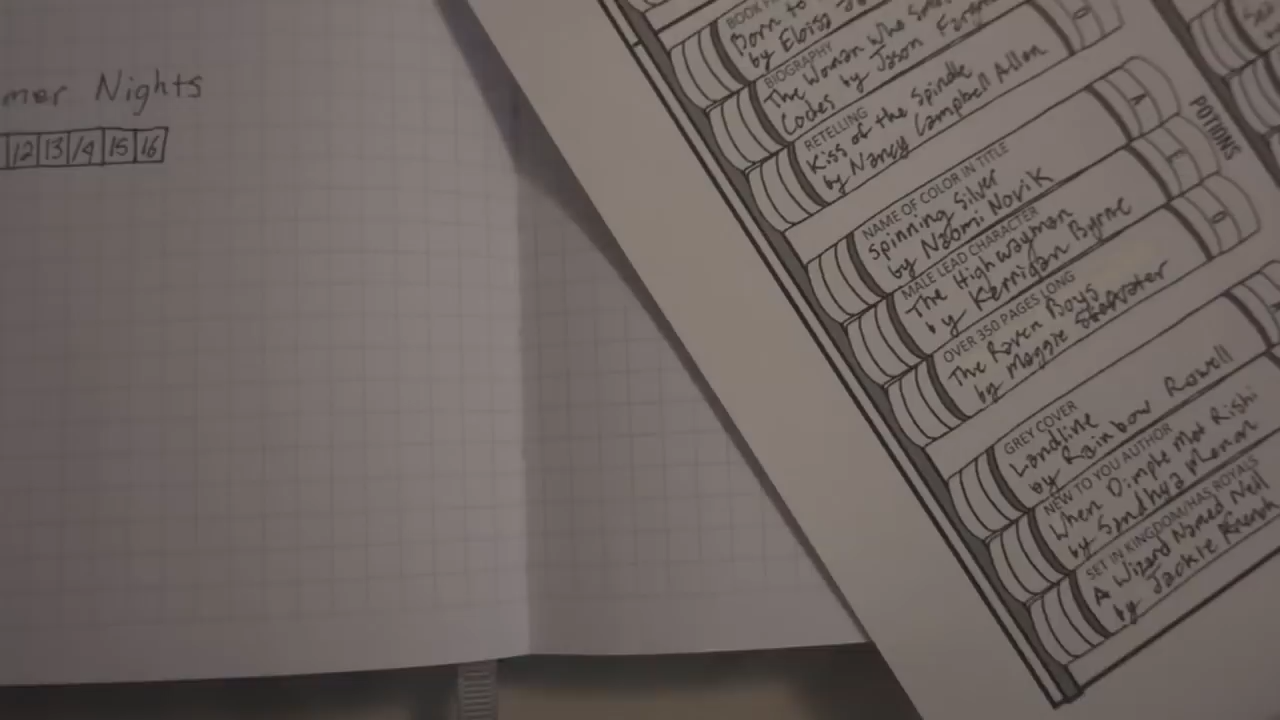 Nights
12 13 14 15 16
Born to
by Eloisa
BIOGRAPHY
The Woman Who
Codes by Jason
RETELLING
Kiss of the Spindle
by Nancy Campbell Allen
NAME OF COLOR IN TITLE
Spinning Silver
by Naomi Novik
A
MALE LEAD CHARACTER
The Highwayman
by Kerrigan Byrne
C
OVER 350 PAGES LONG
The Raven Boys
by Maggie Stiefvater
D
POTIONS
GREY COVER
Landline
by Rainbow Rowell
NEW TO YOU AUTHOR
When Dimple Met Rishi
by Sandhya Menon
SET IN KINGDOM/HAS ROYALS
A Wizard Named Nell
by Jackie